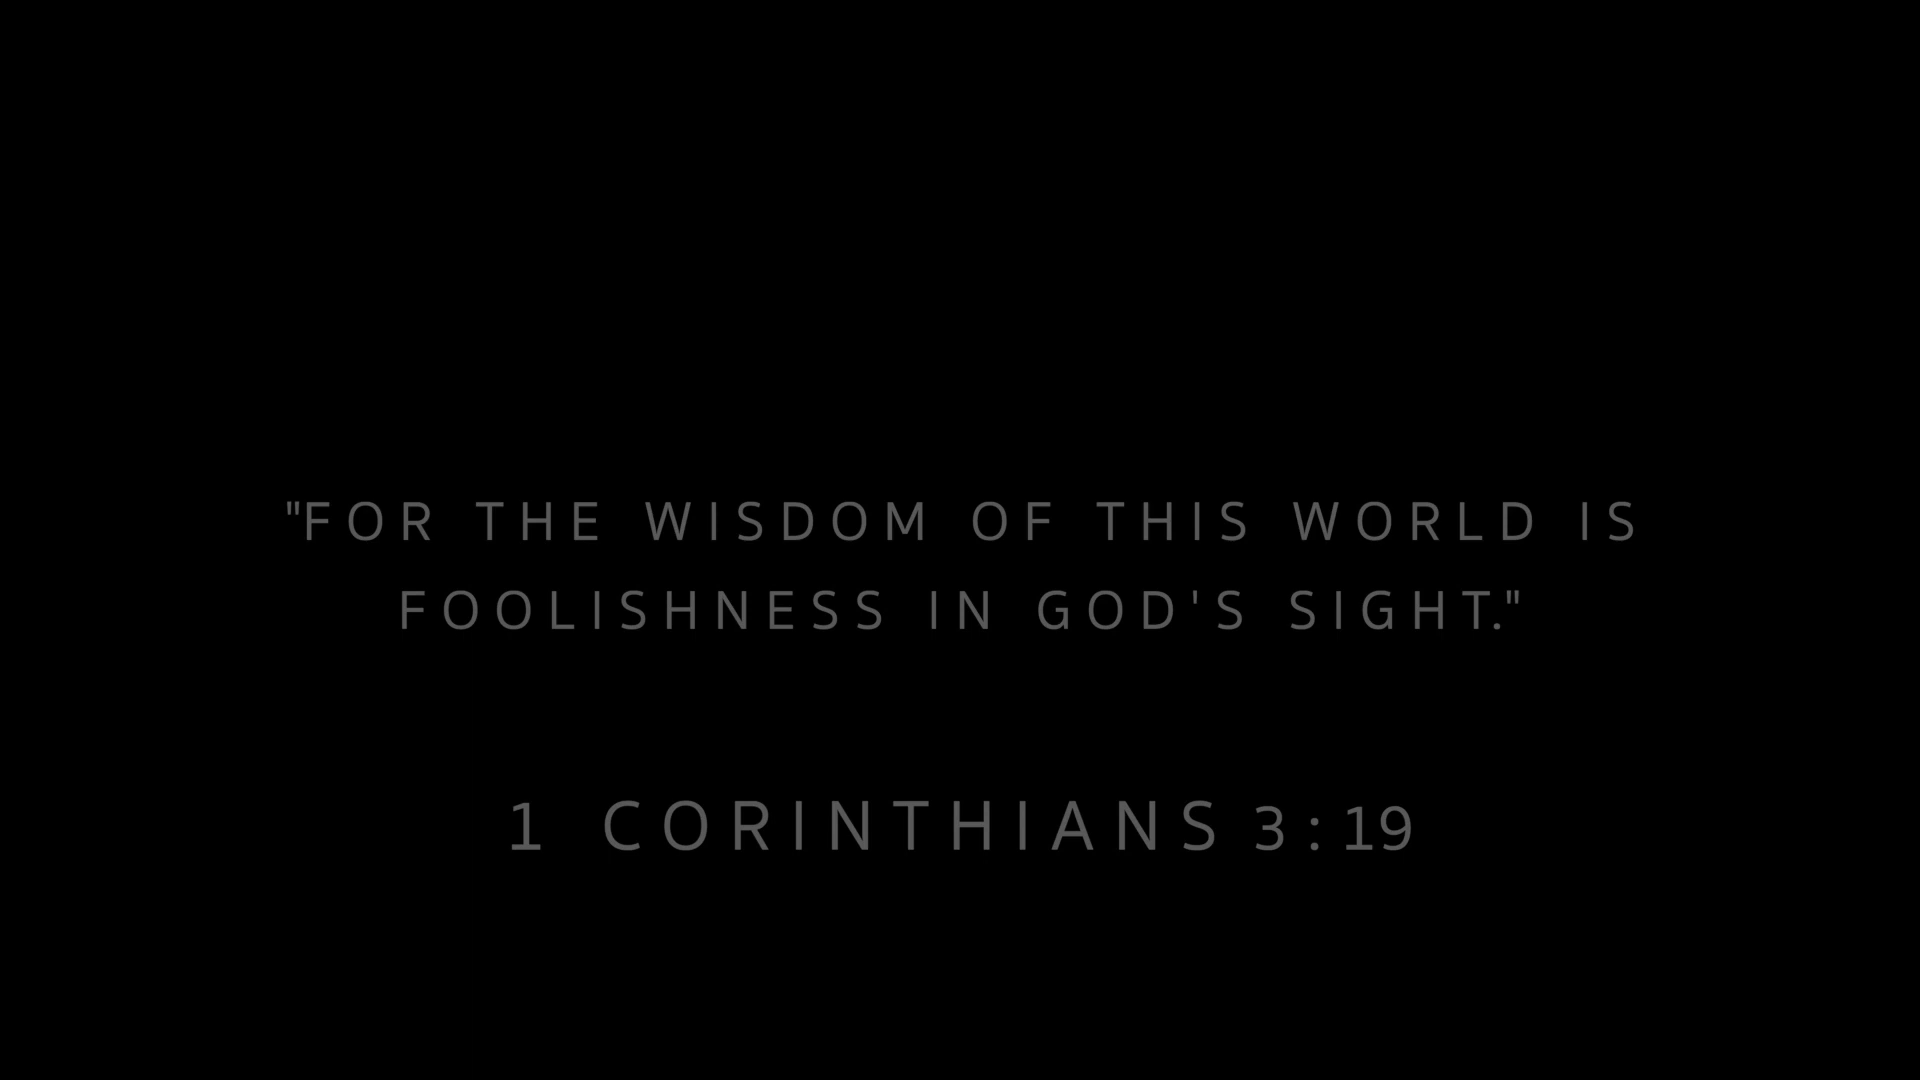 "FOR THE WISDOM OF THIS WORLD IS
FOOLISHNESS IN GOD'S SIGHT."
1 CORINTHIANS 3:19